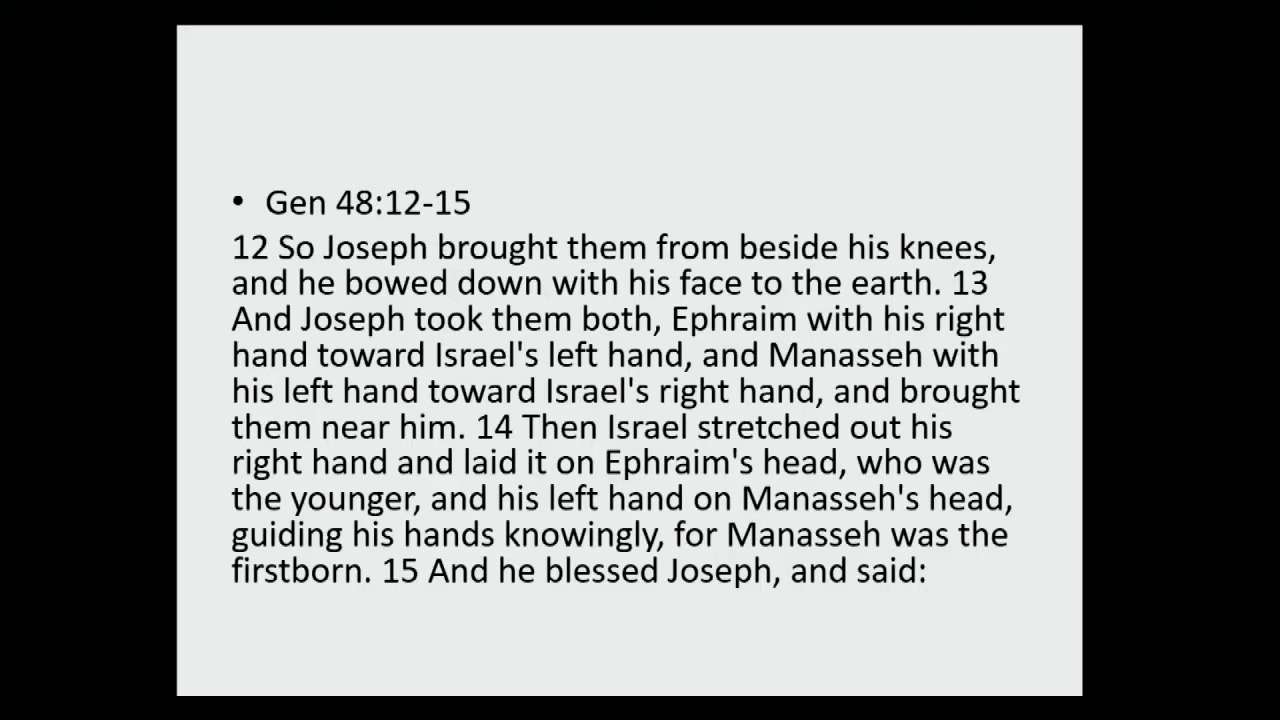 • Gen 48:12-15
12 So Joseph brought them from beside his knees,
and he bowed down with his face to the earth. 13
And Joseph took them both, Ephraim with his right
hand toward Israel's left hand, and Manasseh with
his left hand toward Israel's right hand, and brought
them near him. 14 Then Israel stretched out his
right hand and laid it on Ephraim's head, who was
the younger, and his left hand on Manasseh's head,
guiding his hands knowingly, for Manasseh was the
firstborn. 15 And he blessed Joseph, and said: